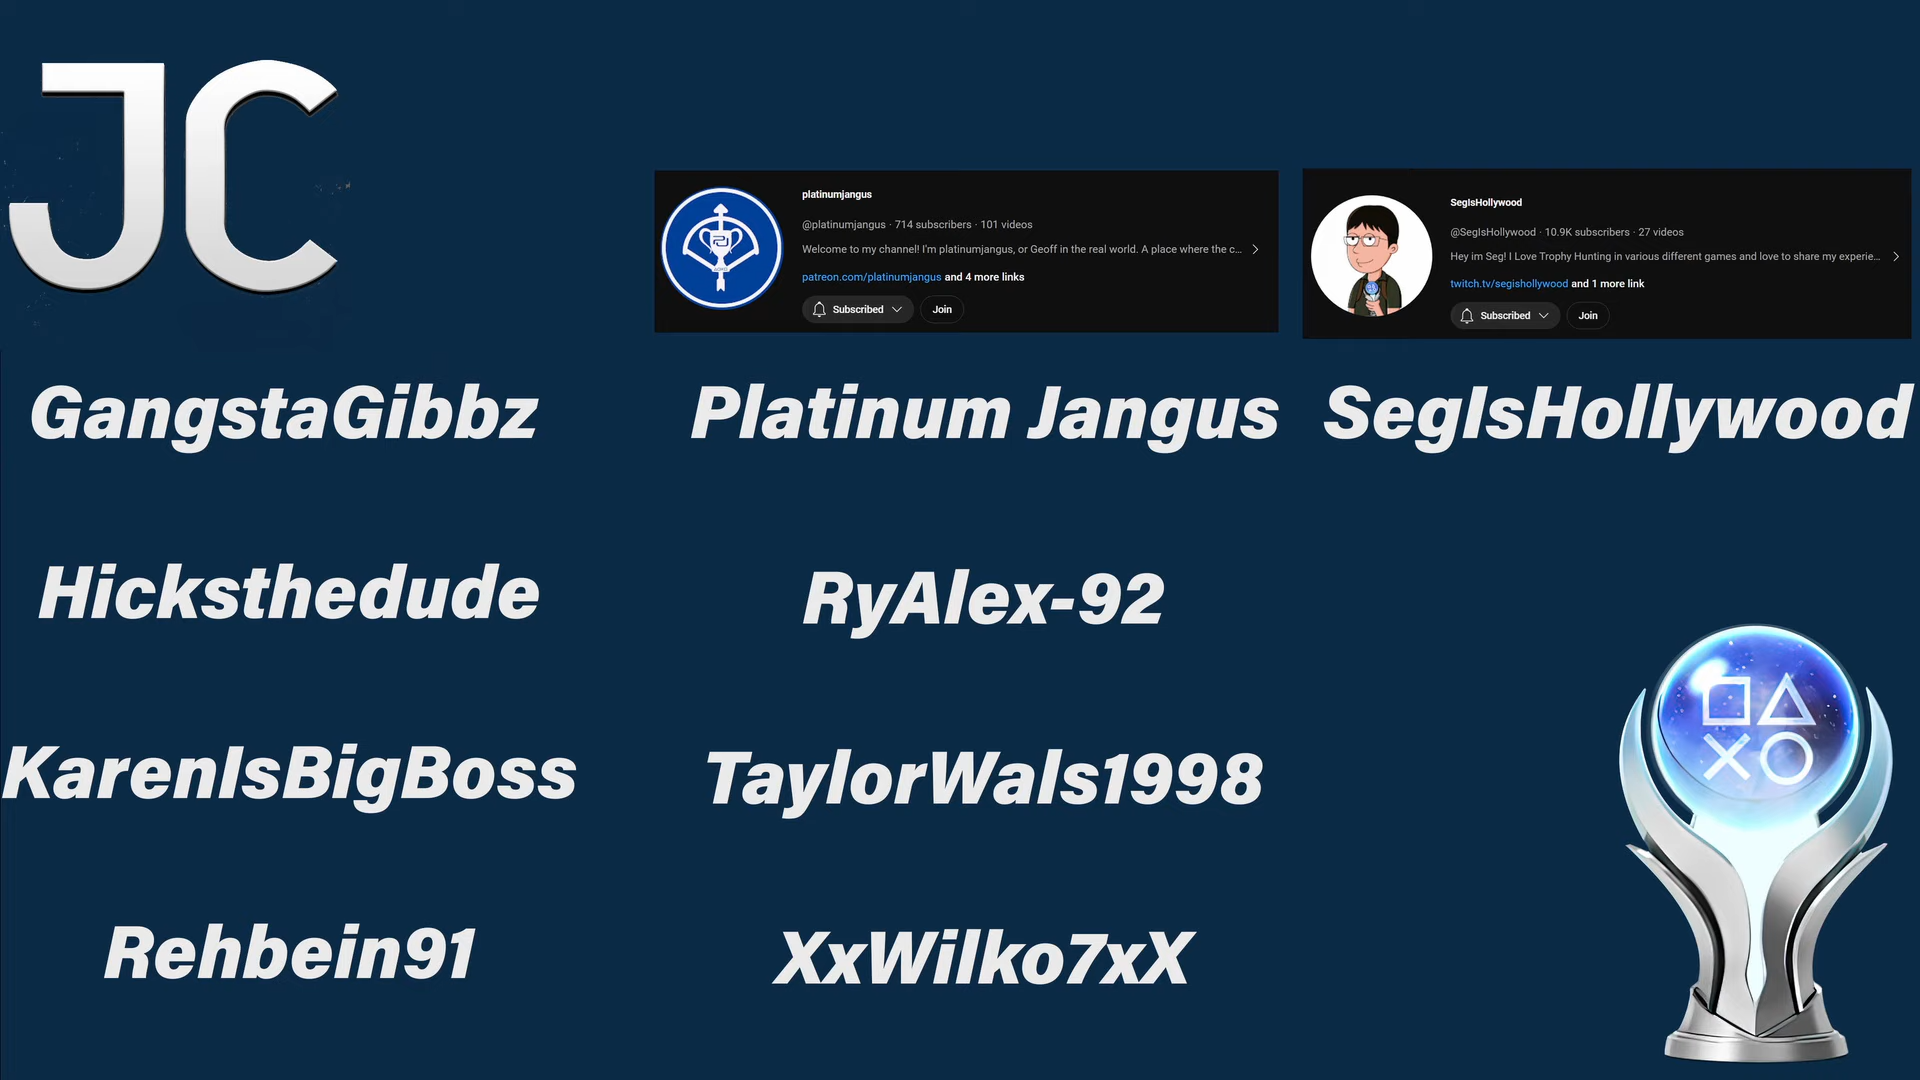 JC
platinumjangus
@platinumjangus · 714 subscribers · 101 videos
Welcome to my channel! I'm platinumjangus, or Geoff in the real world. A place where the c...
patreon.com/platinumjangus and 4 more links
Subscribed
Join
SegIsHollywood
@SegIsHollywood · 10.9K subscribers · 27 videos
Hey im Seg! I Love Trophy Hunting in various different games and love to share my experie...
twitch.tv/segishollywood and 1 more link
Subscribed
Join
GangstaGibbz
Platinum Jangus
SegIsHollywood
Hicksthedude
RyAlex-92
KarenIsBigBoss
TaylorWals1998
Rehbein91
XxWilko7xX